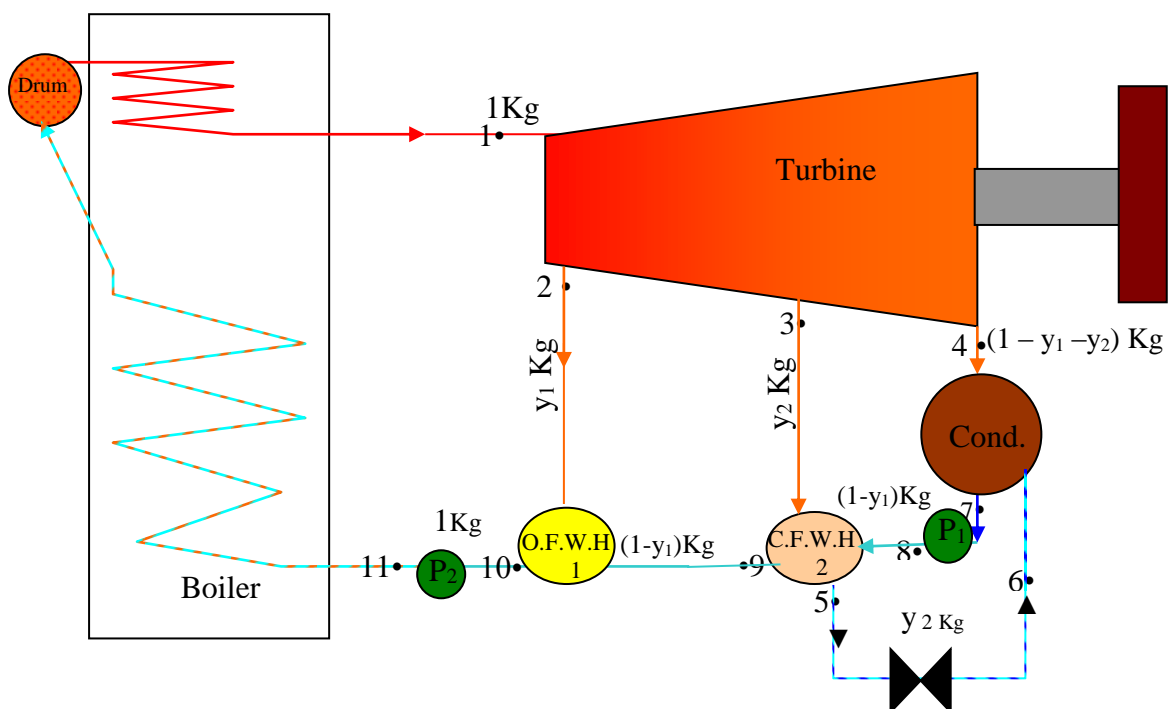 Drum
1Kg
1
Turbine
2
3
4
(1 – y₁ –y₂) Kg
y₁ Kg
y₂ Kg
Cond.
(1-y₁)Kg
7
1Kg
O.F.W.H
1
(1-y₁)Kg
C.F.W.H
2
P₁
8
11
P₂
10
9
Boiler
5
6
y ₂ Kg